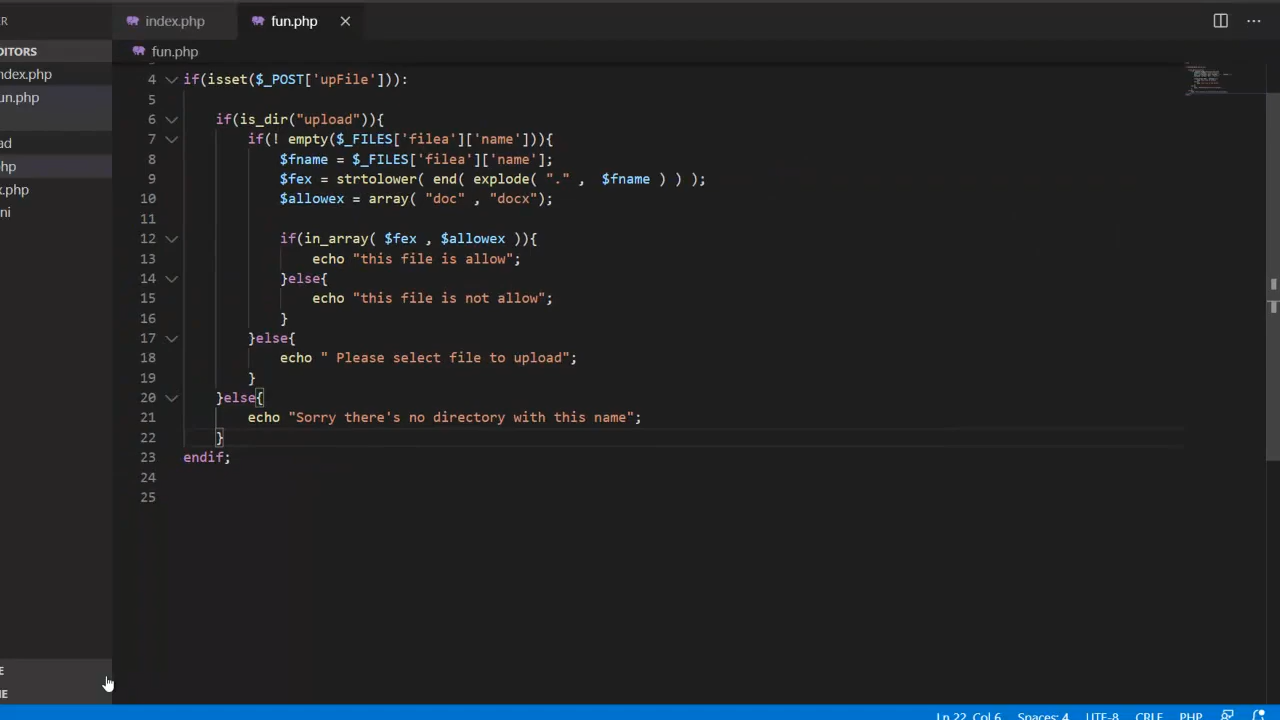 R
index.php
fun.php
ITORS
fun.php
ndex.php
un.php
ad
hp
x.php
ni
E
NE
4 if(isset($_POST['upFile'])):
5
6 if(is_dir("upload")){
7 if(! empty($_FILES['filea']['name'])){
8 $fname = $_FILES['filea']['name'];
9 $fex = strtolower( end( explode( "." , $fname ) ) );
10 $allowex = array( "doc" , "docx");
11
12 if(in_array( $fex , $allowex )){
13 echo "this file is allow";
14 }else{
15 echo "this file is not allow";
16 }
17 }else{
18 echo " Please select file to upload";
19 }
20 }else{
21 echo "Sorry there's no directory with this name";
22 }
23 endif;
24
25
Ln 22, Col 6 Spaces: 4 UTF-8 CRLF PHP